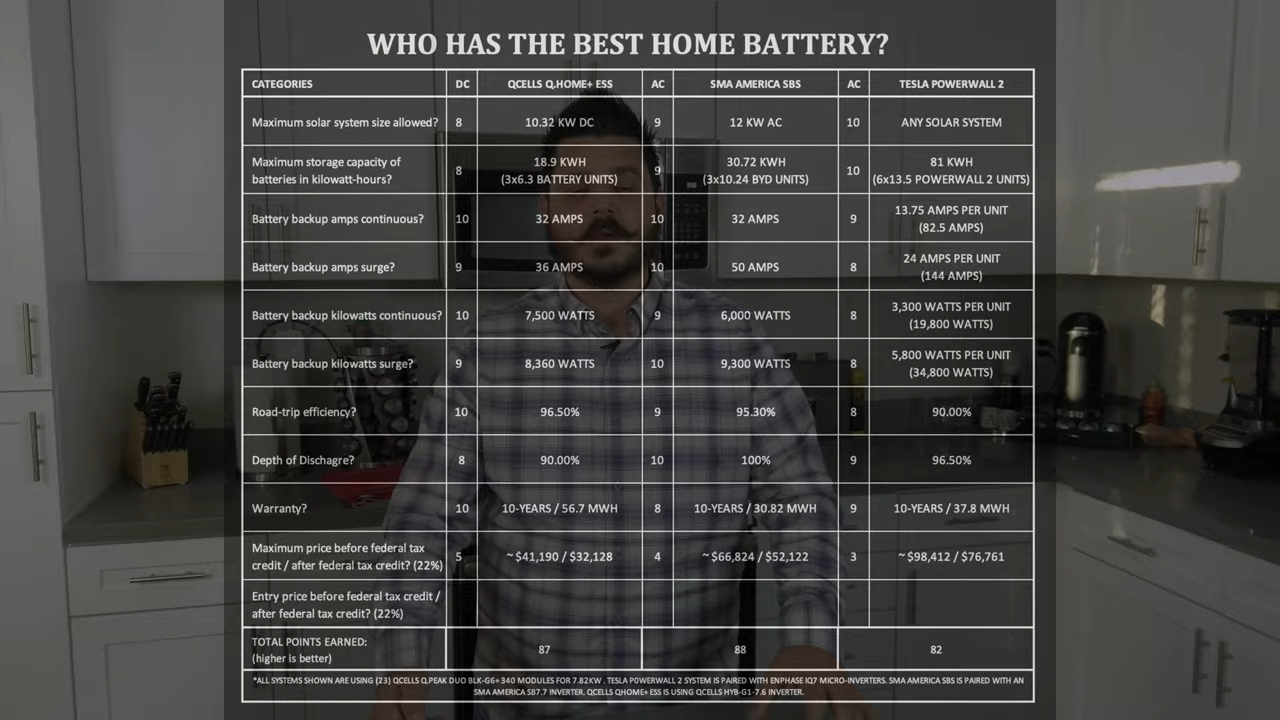 WHO HAS THE BEST HOME BATTERY?
CATEGORIES DC QCELLS Q.HOME+ ESS AC SMA AMERICA SBS AC TESLA POWERWALL 2
Maximum solar system size allowed? 8 10.32 KW DC 9 12 KW AC 10 ANY SOLAR SYSTEM
Maximum storage capacity of
batteries in kilowatt-hours?
8
18.9 KWH
(3x6.3 BATTERY UNITS)
9
30.72 KWH
(3x10.24 BYD UNITS)
10
81 KWH
(6x13.5 POWERWALL 2 UNITS)
Battery backup amps continuous? 10 32 AMPS 10 32 AMPS 9
13.75 AMPS PER UNIT
(82.5 AMPS)
Battery backup amps surge? 9 36 AMPS 10 50 AMPS 8
24 AMPS PER UNIT
(144 AMPS)
Battery backup kilowatts continuous? 10 7,500 WATTS 9 6,000 WATTS 8
3,300 WATTS PER UNIT
(19,800 WATTS)
Battery backup kilowatts surge? 9 8,360 WATTS 10 9,300 WATTS 8
5,800 WATTS PER UNIT
(34,800 WATTS)
Road-trip efficiency? 10 96.50% 9 95.30% 8 90.00%
Depth of Dischagre? 8 90.00% 10 100% 9 96.50%
Warranty? 10 10-YEARS / 56.7 MWH 8 10-YEARS / 30.82 MWH 9 10-YEARS / 37.8 MWH
Maximum price before federal tax
credit / after federal tax credit? (22%)
5 ~$41,190 / $32,128 4 ~$66,824 / $52,122 3 ~$98,412 / $76,761
Entry price before federal tax credit /
after federal tax credit? (22%)
TOTAL POINTS EARNED:
(higher is better)
87 88 82
*ALL SYSTEMS SHOWN ARE USING (23) QCELLS Q.PEAK DUO BLK-G6+340 MODULES FOR 7.82KW . TESLA POWERWALL 2 SYSTEM IS PAIRED WITH ENPHASE IQ7 MICRO-INVERTERS. SMA AMERICA SBS IS PAIRED WITH AN
SMA AMERICA SB7.7 INVERTER. QCELLS QHOME+ ESS IS USING QCELLS HYB-G1-7.6 INVERTER.